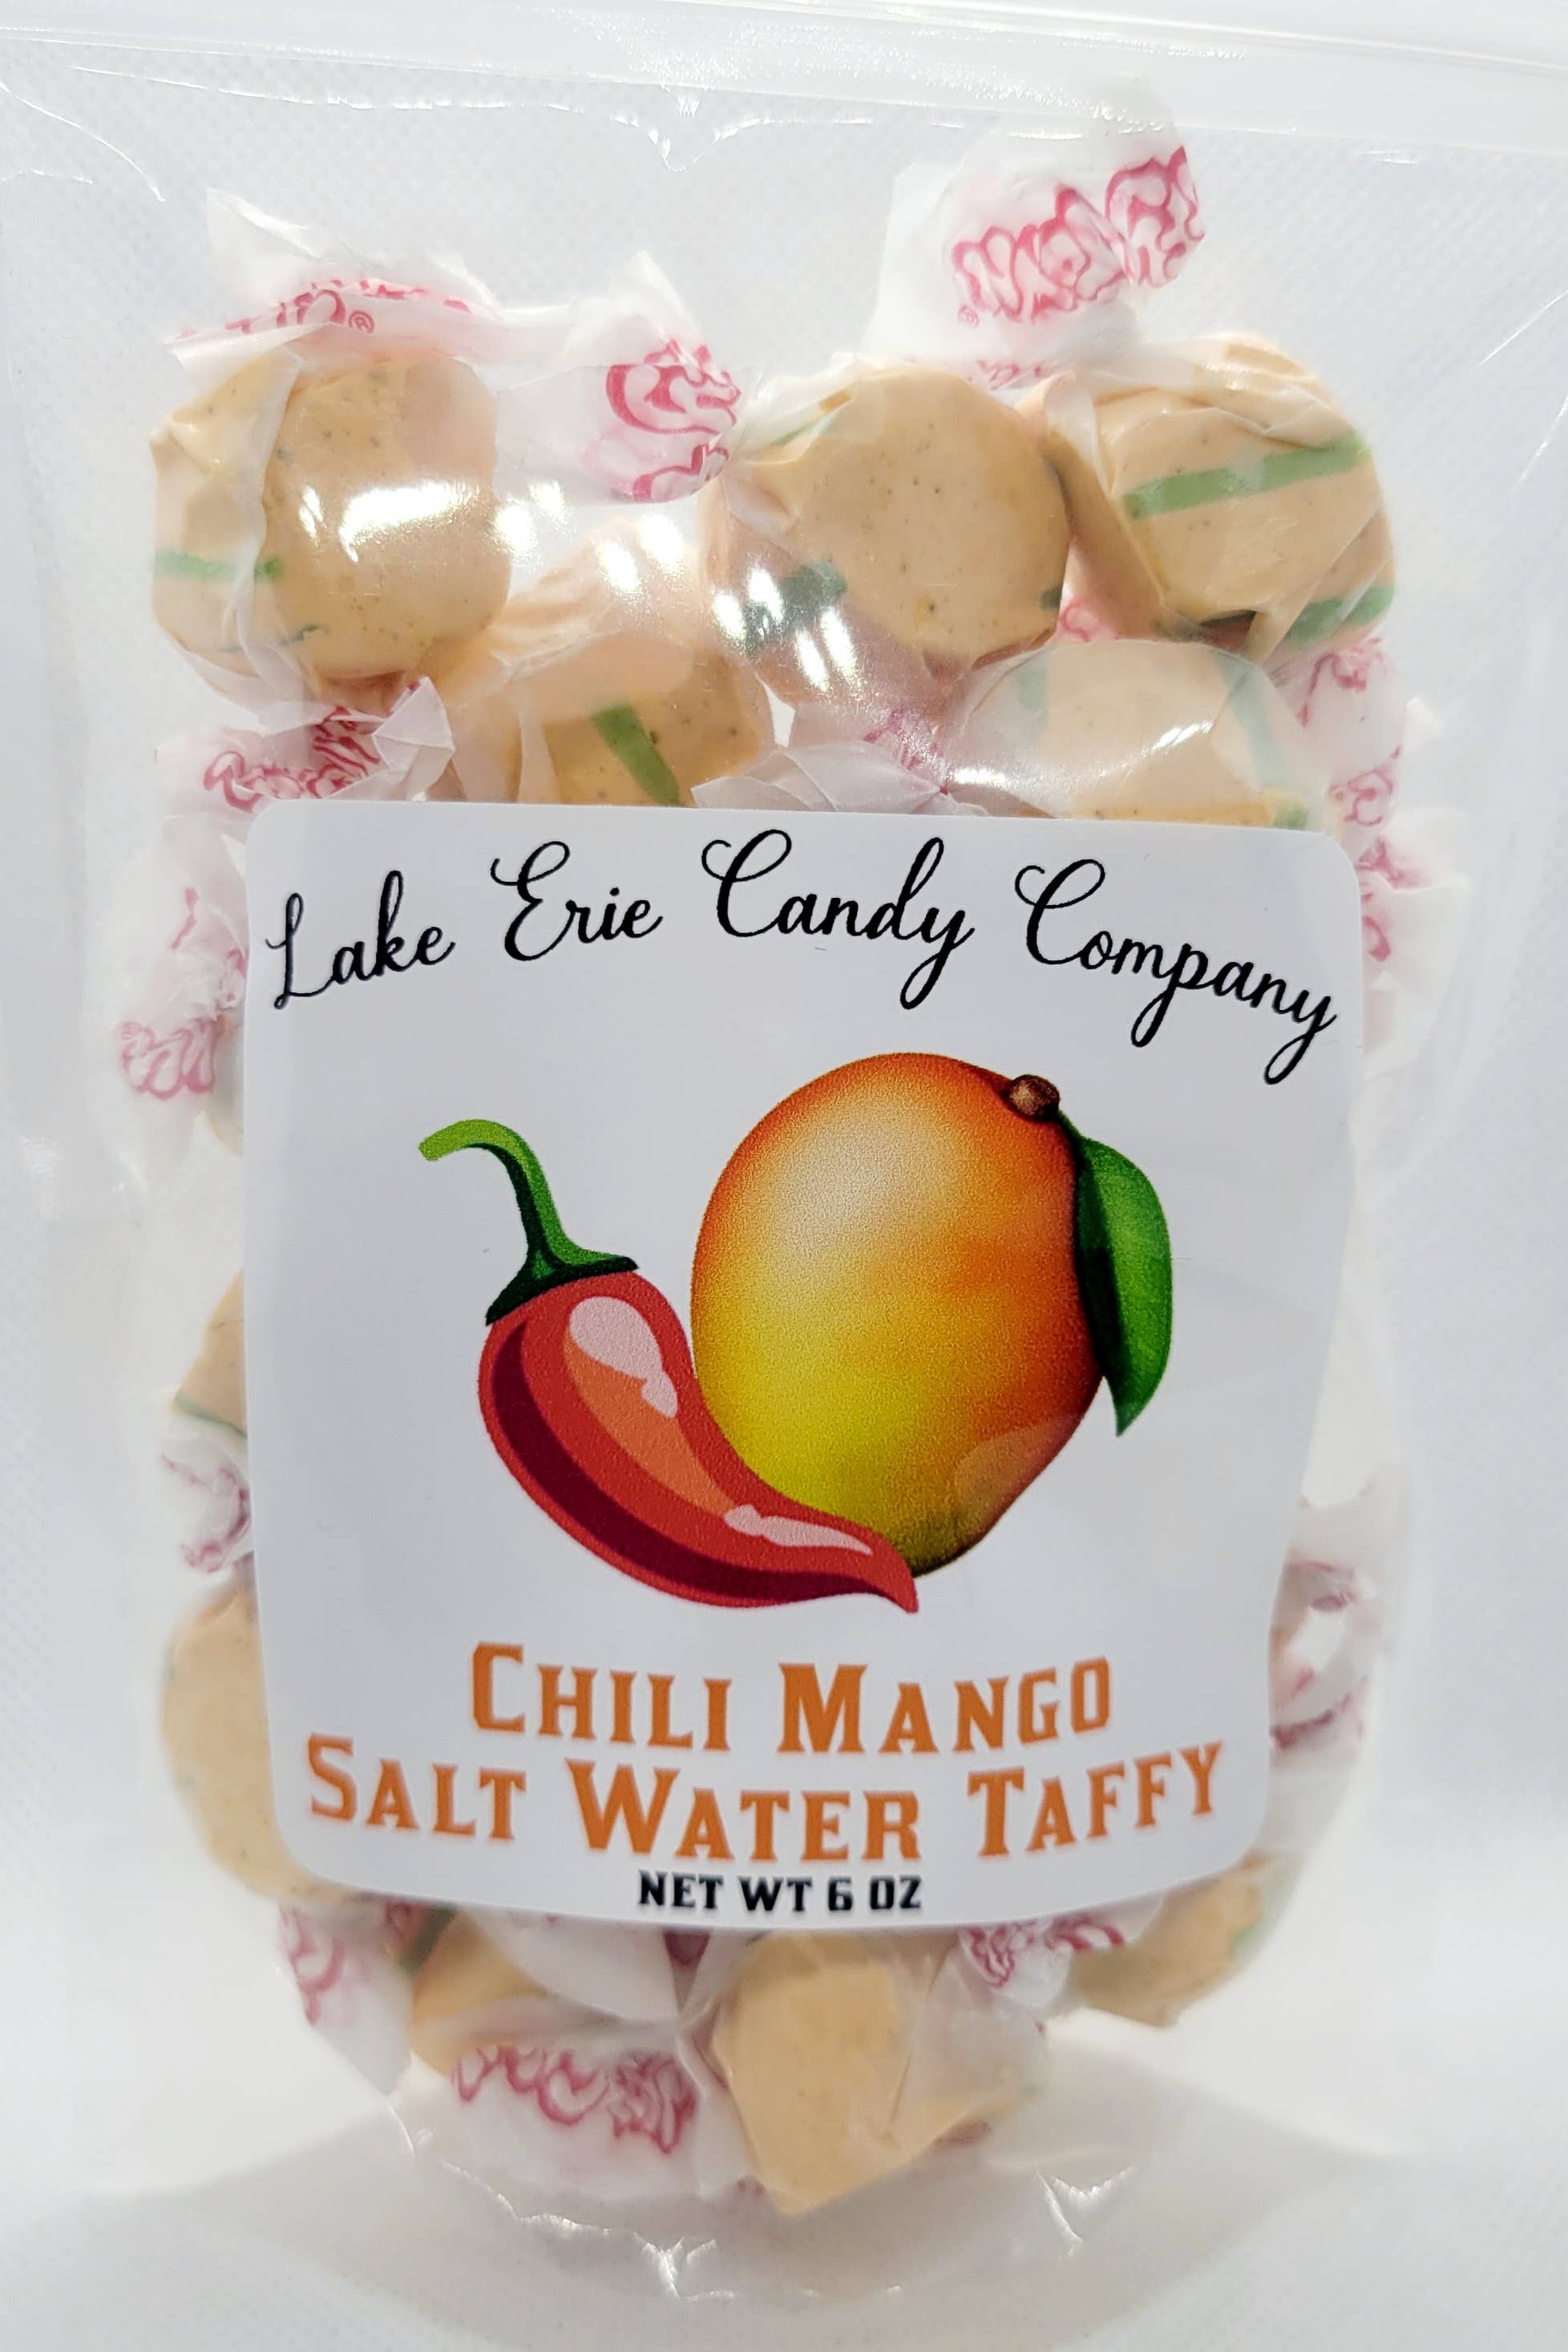 Lake Erie Candy Company
CHILI MANGO
SALT WATER TAFFY
NET WT 6 OZ